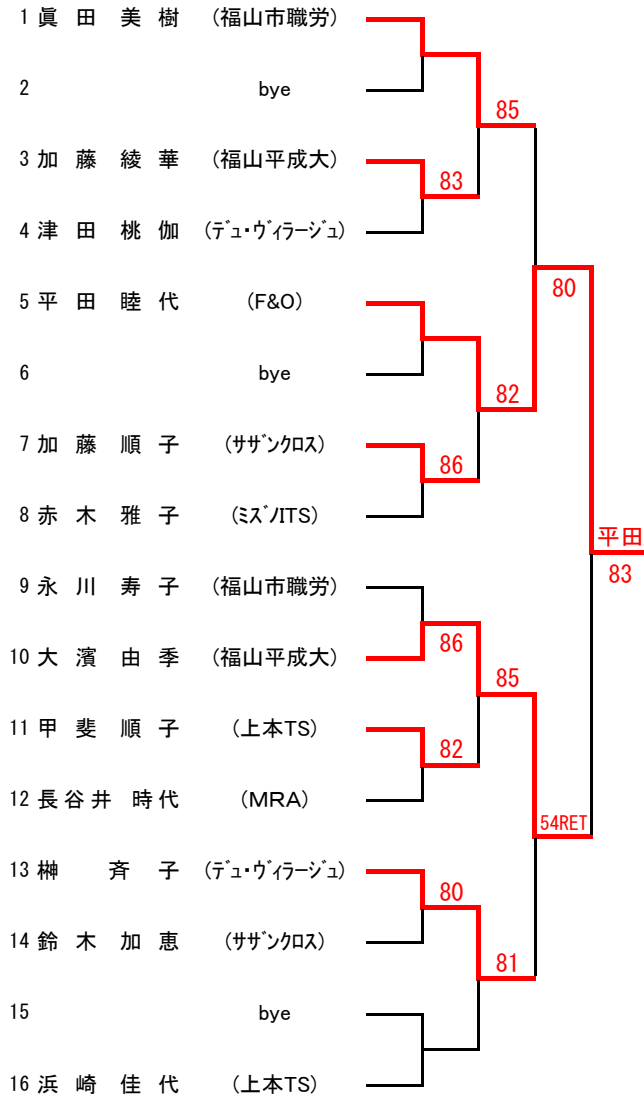 1 眞田美樹 (福山市職労)
2 bye
85
3 加藤綾華 (福山平成大)
83
4 津田桃伽 (デュ・ヴィラージュ)
5 平田睦代 (F&O)
80
6 bye
82
7 加藤順子 (サザンクロス)
86
8 赤木雅子 (ミズノITS)
平田
83
9 永川寿子 (福山市職労)
86
10 大濱由季 (福山平成大)
85
11 甲斐順子 (上本TS)
82
12 長谷井時代 (MRA)
54RET
13 榊斉子 (デュ・ヴィラージュ)
80
14 鈴木加恵 (サザンクロス)
81
15 bye
16 浜崎佳代 (上本TS)